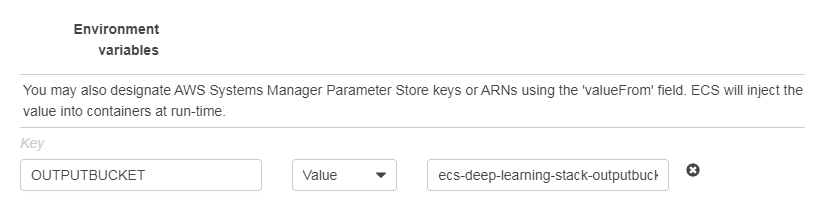 Environment
variables
You may also designate AWS Systems Manager Parameter Store keys or ARNs using the 'valueFrom' field. ECS will inject the
value into containers at run-time.
Key
OUTPUTBUCKET Value ecs-deep-learning-stack-outputbuck